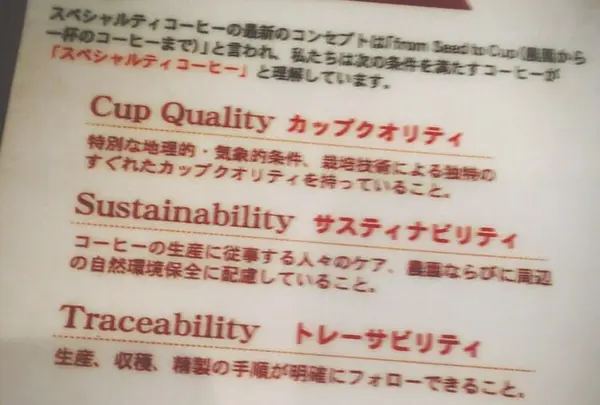 スペシャルティコーヒーの最新のコンセプトは「from Seed to Cup(農園から
一杯のコーヒーまで)」と言われ、私たちは次の条件を満たすコーヒーが
「スペシャルティコーヒー」と理解しています。
Cup Quality カップクオリティ
特別な地理的・気象的条件、栽培技術による独特の
すぐれたカップクオリティを持っていること。
Sustainability サスティナビリティ
コーヒーの生産に従事する人々のケア、農園ならびに周辺
の自然環境保全に配慮していること。
Traceability トレーサビリティ
生産、収穫、精製の手順が明確にフォローできること。